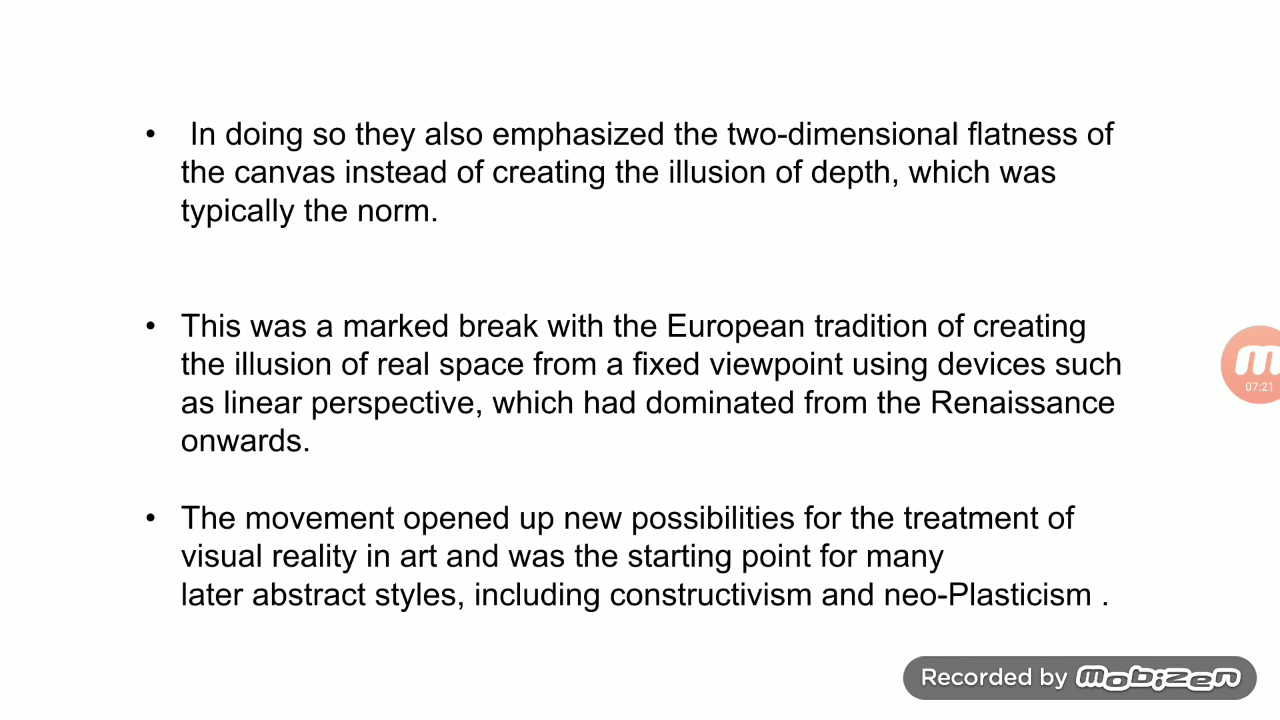 • In doing so they also emphasized the two-dimensional flatness of
the canvas instead of creating the illusion of depth, which was
typically the norm.
• This was a marked break with the European tradition of creating
the illusion of real space from a fixed viewpoint using devices such
as linear perspective, which had dominated from the Renaissance
onwards.
• The movement opened up new possibilities for the treatment of
visual reality in art and was the starting point for many
later abstract styles, including constructivism and neo-Plasticism .
m
07:21
Recorded by mobizen